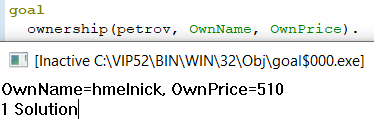 goal
ownership(petrov, OwnName, OwnPrice).
[Inactive C:\VIP52\BIN\WIN\32\Obj\goal$000.exe]
OwnName=hmelnick, OwnPrice=510
1 Solution